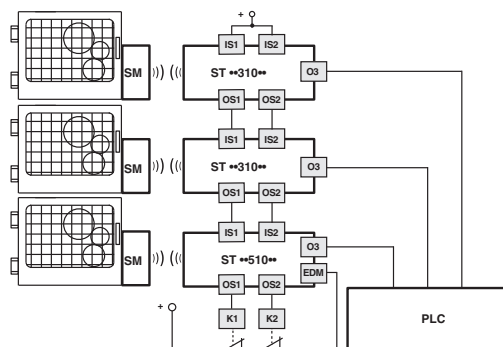 +
IS1 IS2
SM ST ••310•• O3
OS1 OS2
IS1 IS2
SM ST ••310•• O3
OS1 OS2
IS1 IS2
O3
SM ST ••510••
EDM
OS1 OS2
+
K1 K2 PLC